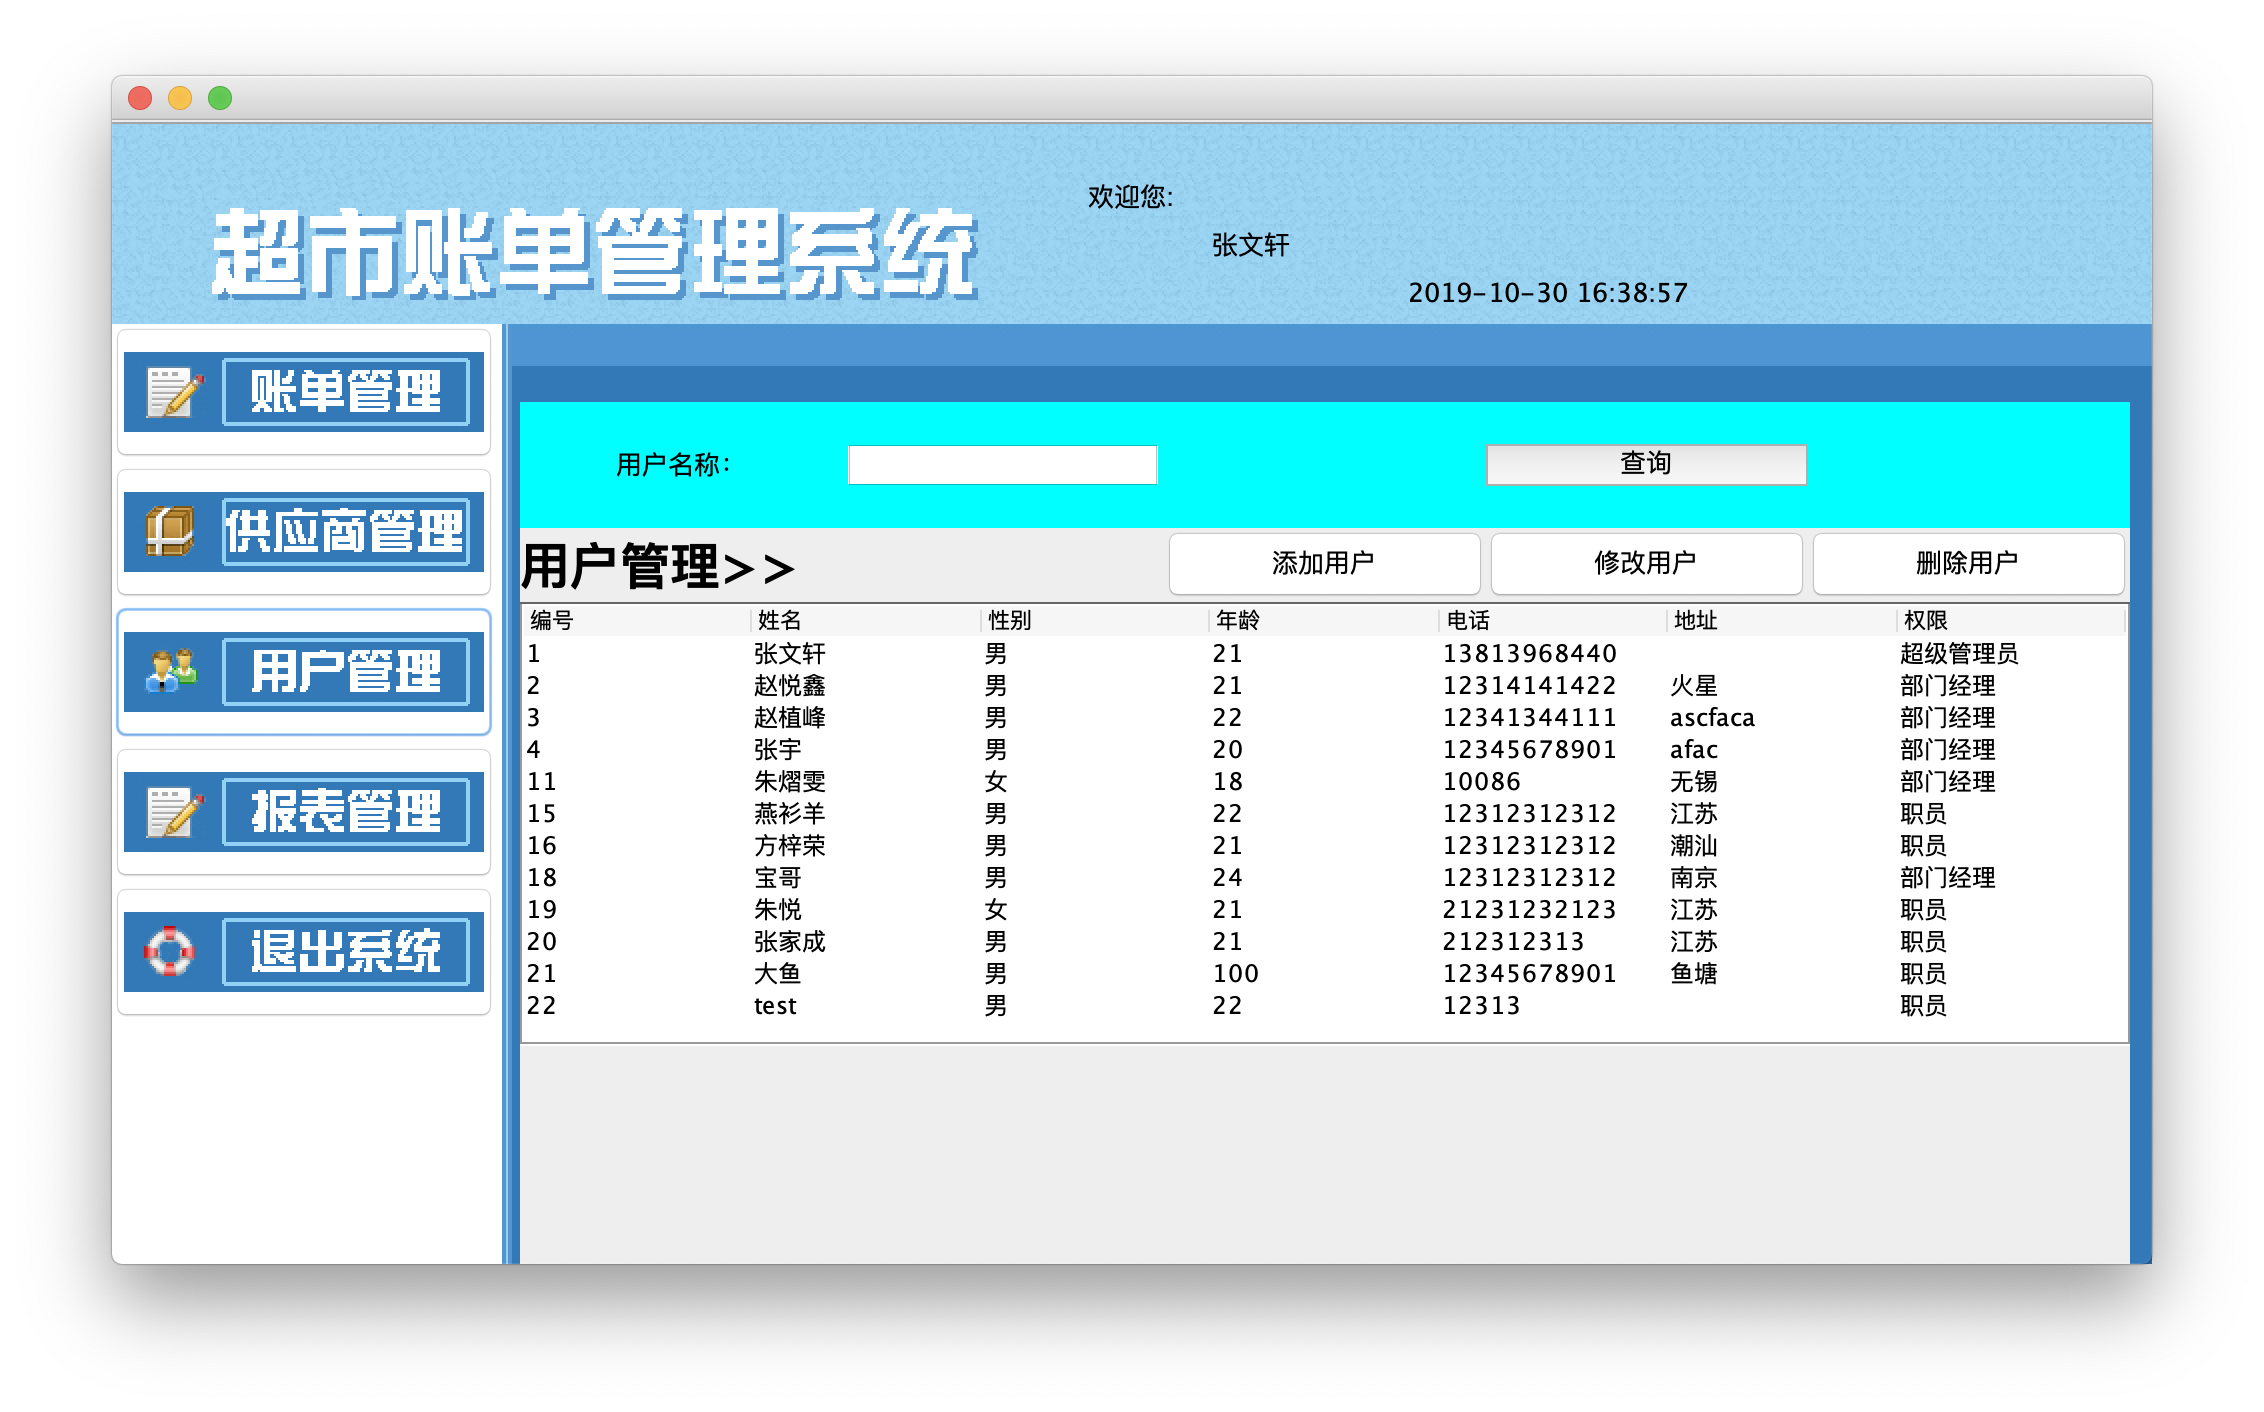 超市账单管理系统
欢迎您:
张文轩
2019-10-30 16:38:57
账单管理
供应商管理
用户管理
报表管理
退出系统
用户名称:
查询
用户管理>>
添加用户 修改用户 删除用户
编号 姓名 性别 年龄 电话 地址 权限
1 张文轩 男 21 13813968440 超级管理员
2 赵悦鑫 男 21 12314141422 火星 部门经理
3 赵植峰 男 22 12341344111 ascfaca 部门经理
4 张宇 男 20 12345678901 afac 部门经理
11 朱熠雯 女 18 10086 无锡 部门经理
15 燕衫羊 男 22 12312312312 江苏 职员
16 方梓荣 男 21 12312312312 潮汕 职员
18 宝哥 男 24 12312312312 南京 部门经理
19 朱悦 女 21 21231232123 江苏 职员
20 张家成 男 21 212312313 江苏 职员
21 大鱼 男 100 12345678901 鱼塘 职员
22 test 男 22 12313 职员